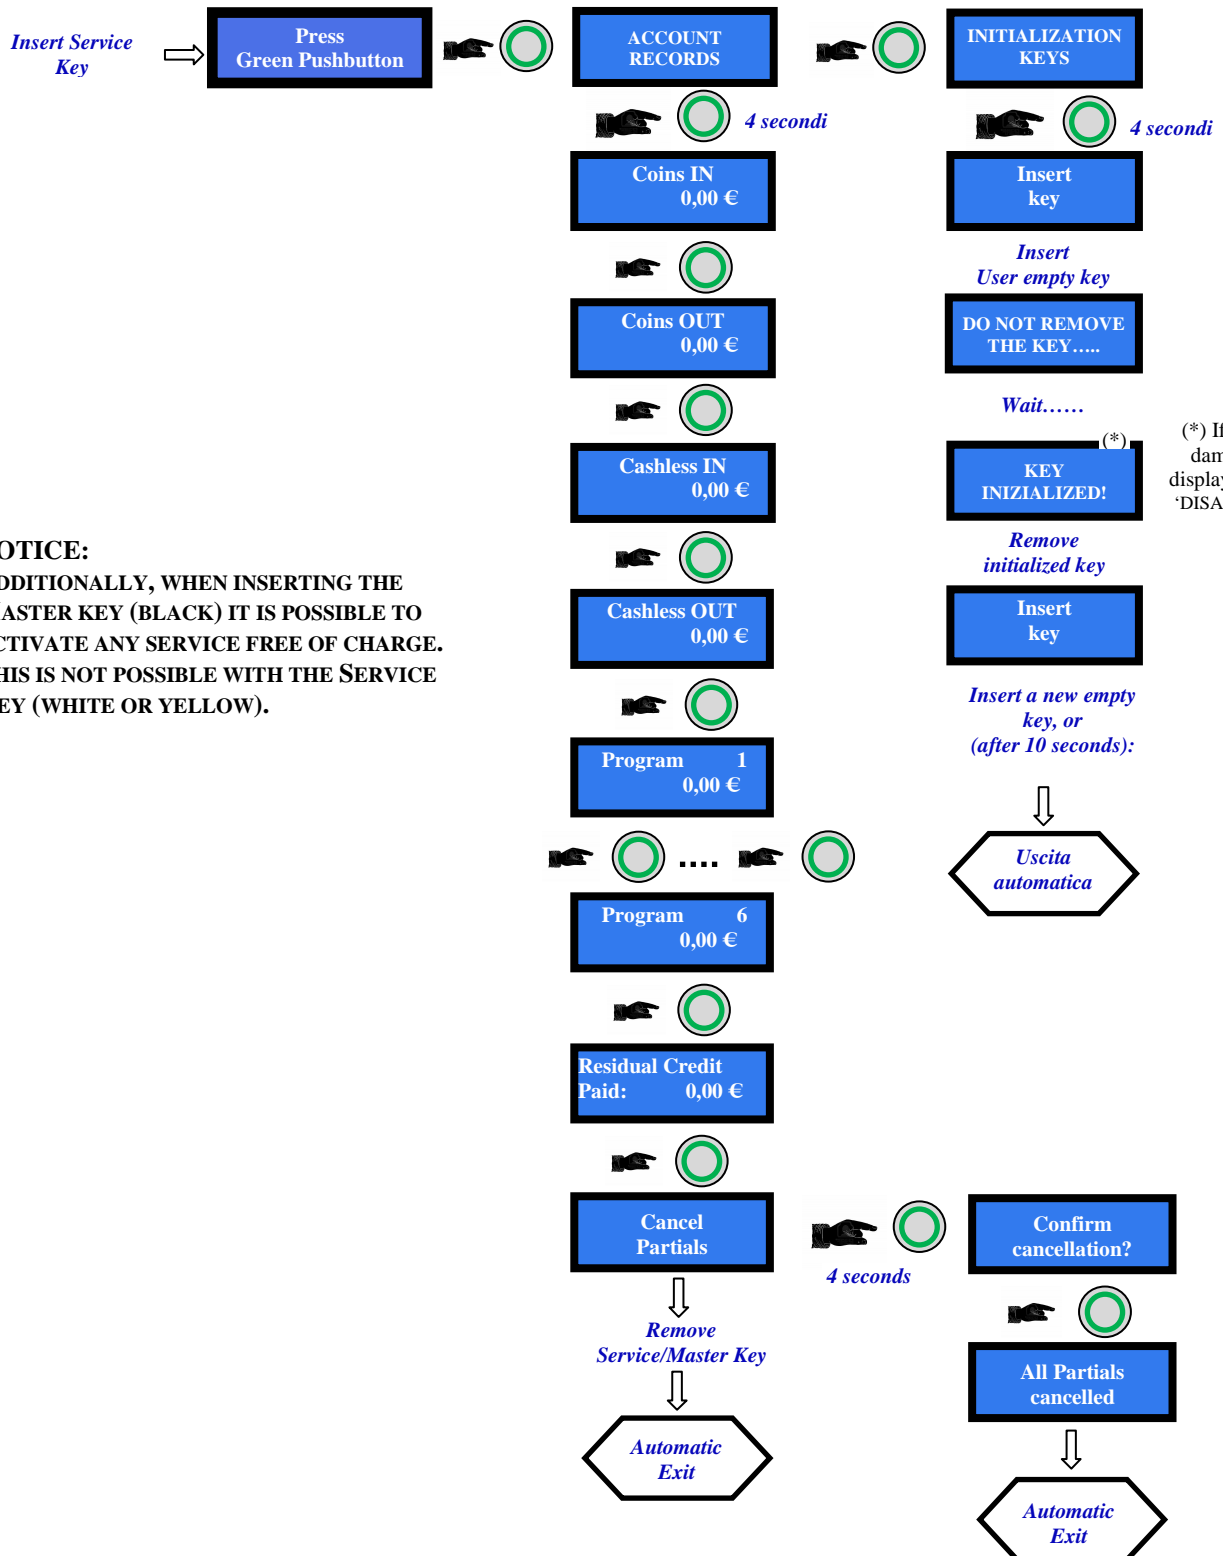 Insert Service
Key
Press
Green Pushbutton
ACCOUNT
RECORDS
INITIALIZATION
KEYS
4 secondi
4 secondi
Coins IN
0,00 €
Coins OUT
0,00 €
Cashless IN
0,00 €
Cashless OUT
0,00 €
Program 1
0,00 €
....
Program 6
0,00 €
Residual Credit
Paid: 0,00 €
Cancel
Partials
Remove
Service/Master Key
Automatic
Exit
4 seconds
Confirm
cancellation?
All Partials
cancelled
Automatic
Exit
Insert
key
Insert
User empty key
DO NOT REMOVE
THE KEY.....
Wait......
(*)
KEY
INIZIALIZED!
Remove
initialized key
Insert
key
Insert a new empty
key, or
(after 10 seconds):
Uscita
automatica
(*) If
dam
display
‘DISA
OTICE:
DDITIONALLY, WHEN INSERTING THE
ASTER KEY (BLACK) IT IS POSSIBLE TO
CTIVATE ANY SERVICE FREE OF CHARGE.
HIS IS NOT POSSIBLE WITH THE SERVICE
EY (WHITE OR YELLOW).